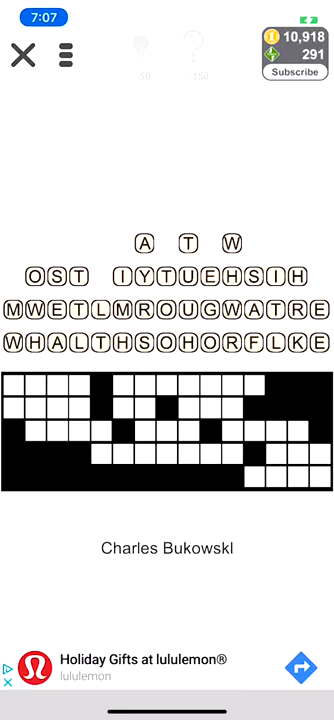 7:07
10,918
291
50
150
Subscribe
A T W
OST IYTUEHSIH
MWETLMROUGWATRE
WHALTHSOHORFLKE
Charles Bukowskl
Holiday Gifts at lululemon®
lululemon